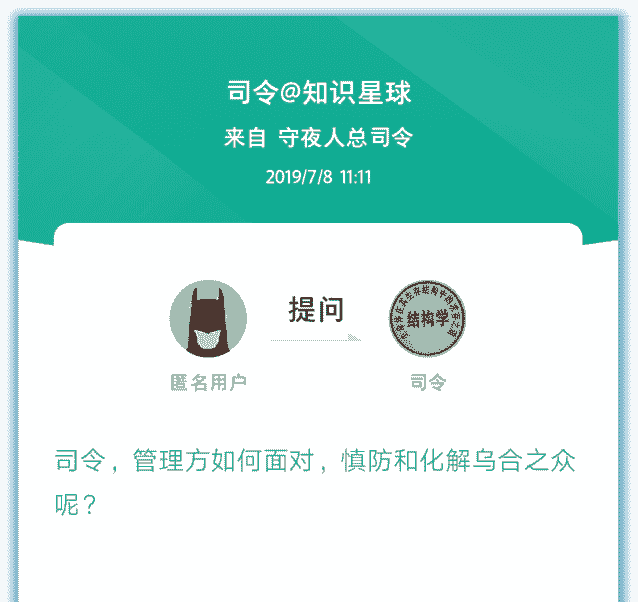 司令@知识星球
来自 守夜人总司令
2019/7/8 11:11
提问
结构学
匿名用户
司令
司令，管理方如何面对，慎防和化解乌合之众
呢？